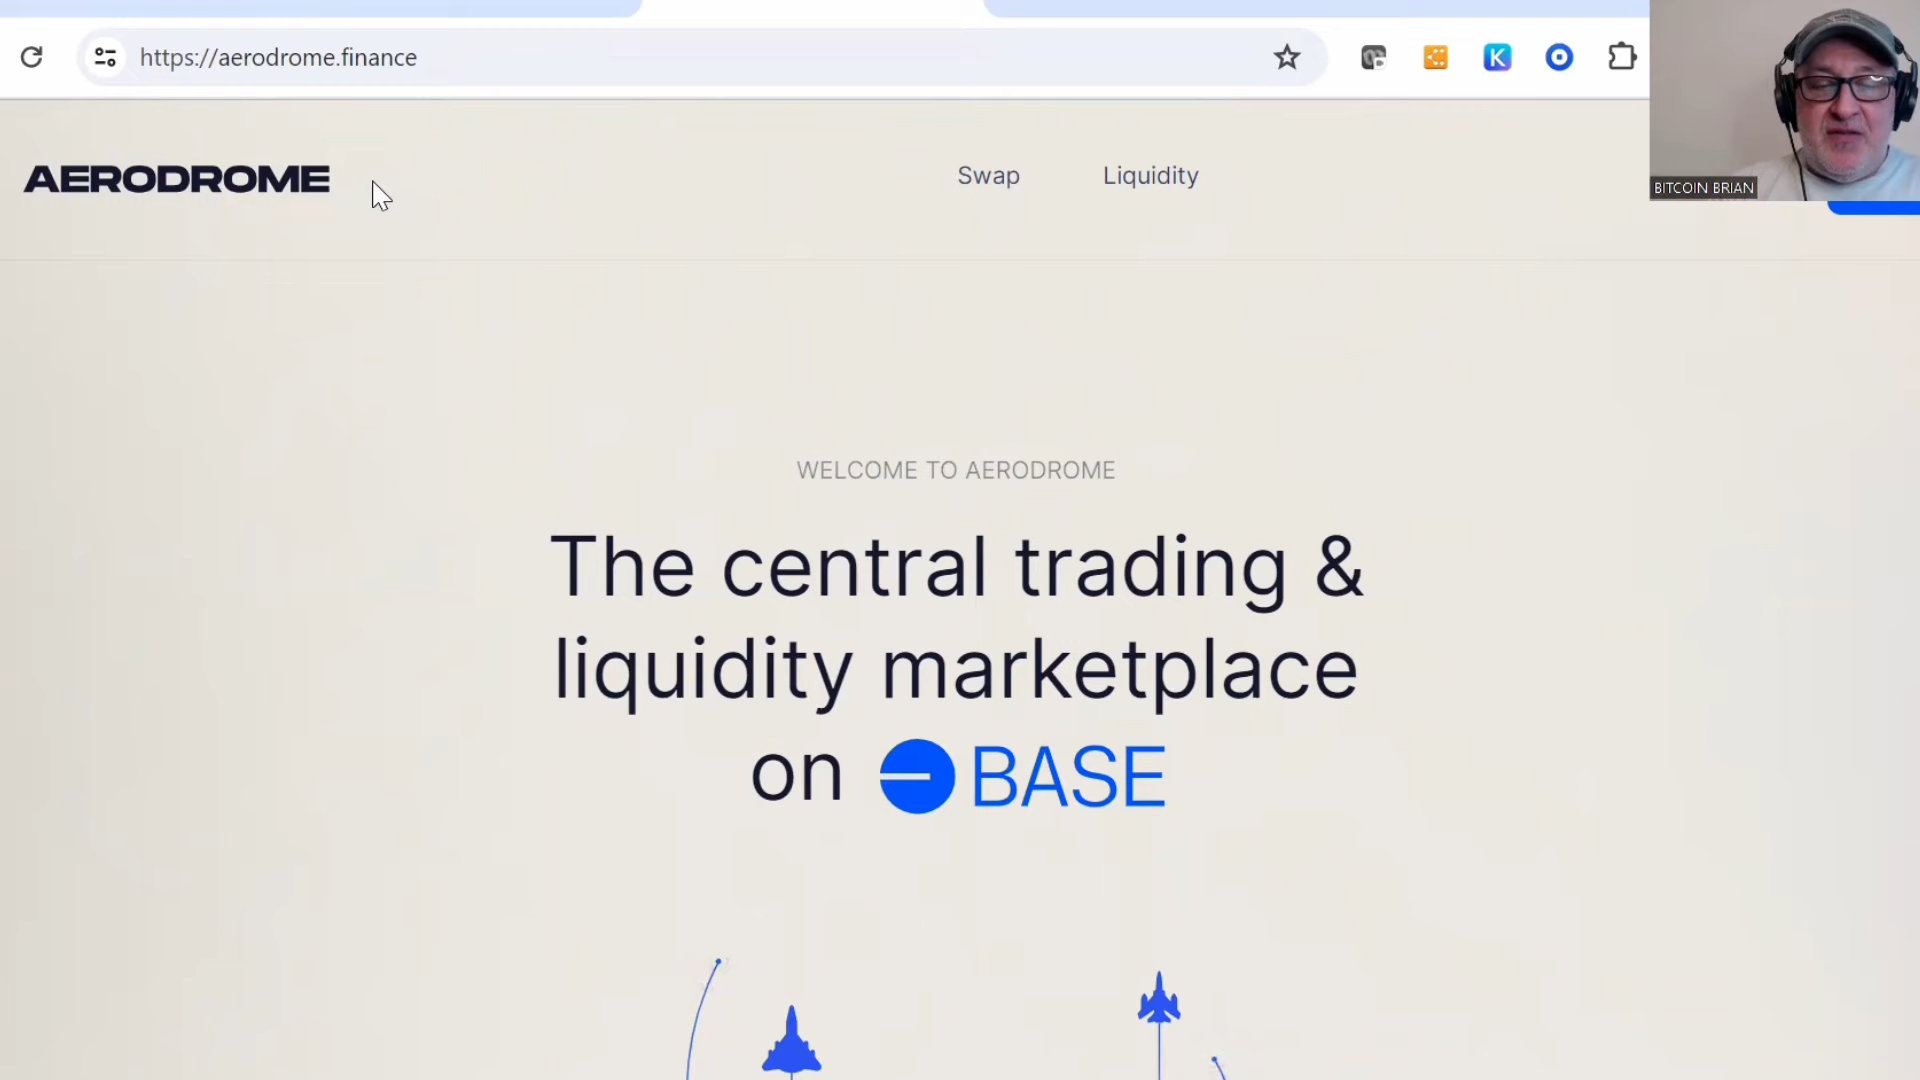 https://aerodrome.finance
K
BITCOIN BRIAN
AERODROME
Swap
Liquidity
WELCOME TO AERODROME
The central trading &
liquidity marketplace
on BASE